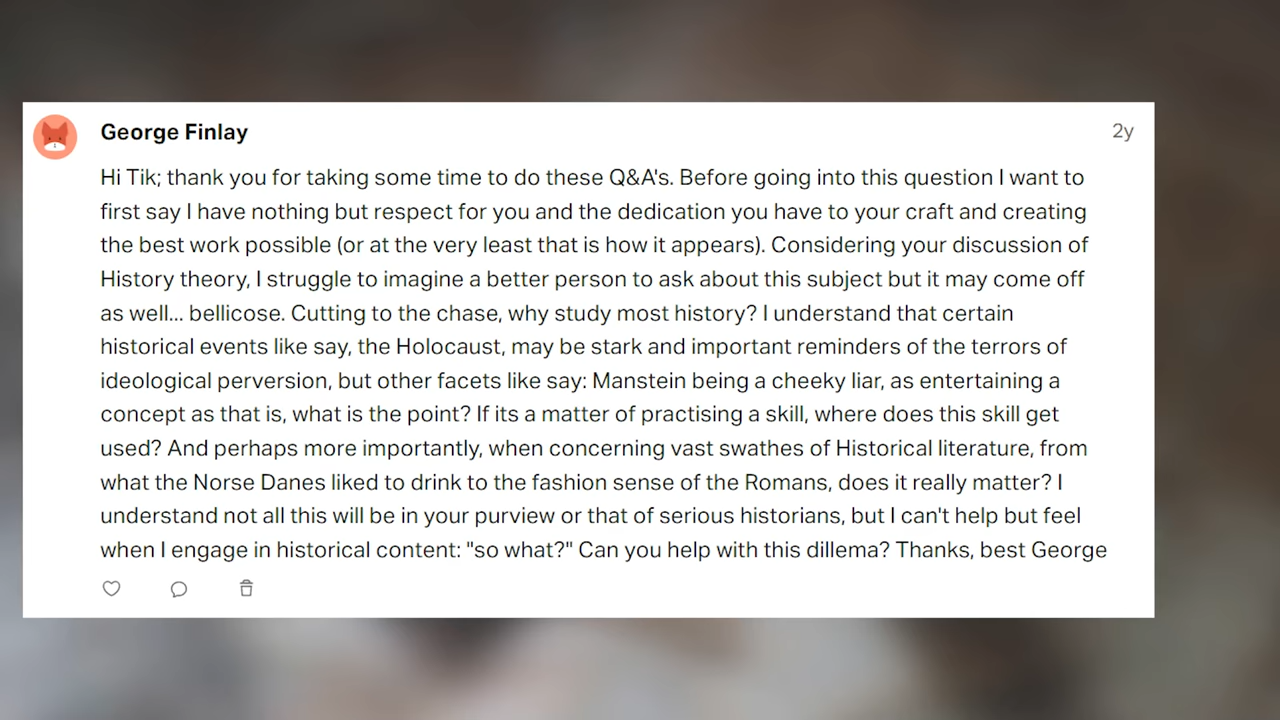 George Finlay
2y
Hi Tik; thank you for taking some time to do these Q&A's. Before going into this question I want to
first say I have nothing but respect for you and the dedication you have to your craft and creating
the best work possible (or at the very least that is how it appears). Considering your discussion of
History theory, I struggle to imagine a better person to ask about this subject but it may come off
as well... bellicose. Cutting to the chase, why study most history? I understand that certain
historical events like say, the Holocaust, may be stark and important reminders of the terrors of
ideological perversion, but other facets like say: Manstein being a cheeky liar, as entertaining a
concept as that is, what is the point? If its a matter of practising a skill, where does this skill get
used? And perhaps more importantly, when concerning vast swathes of Historical literature, from
what the Norse Danes liked to drink to the fashion sense of the Romans, does it really matter? I
understand not all this will be in your purview or that of serious historians, but I can't help but feel
when I engage in historical content: "so what?" Can you help with this dillema? Thanks, best George